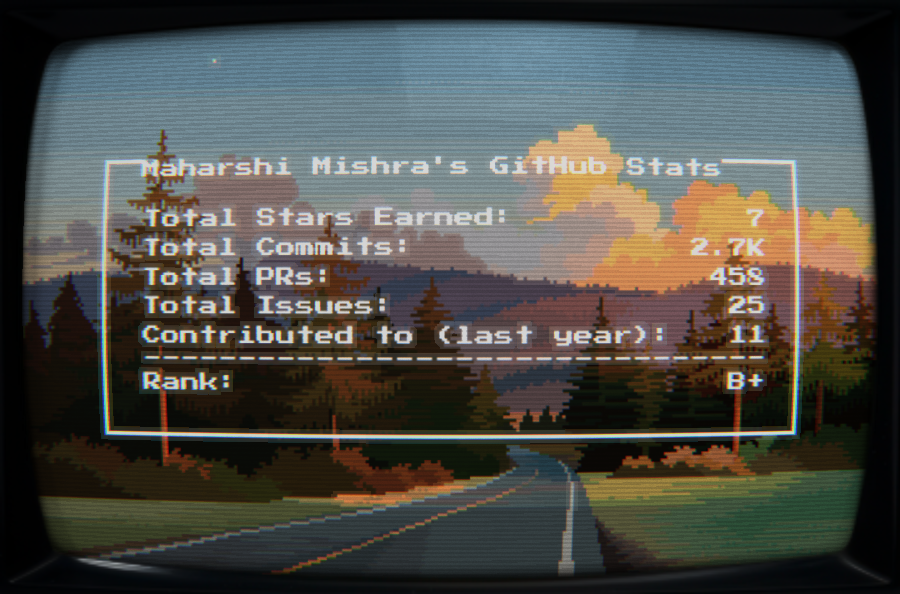 Maharshi Mishra's GitHub Stats
Total Stars Earned: 7
Total Commits: 2.7K
Total PRs: 458
Total Issues: 25
Contributed to (last year): 11
Rank: B+